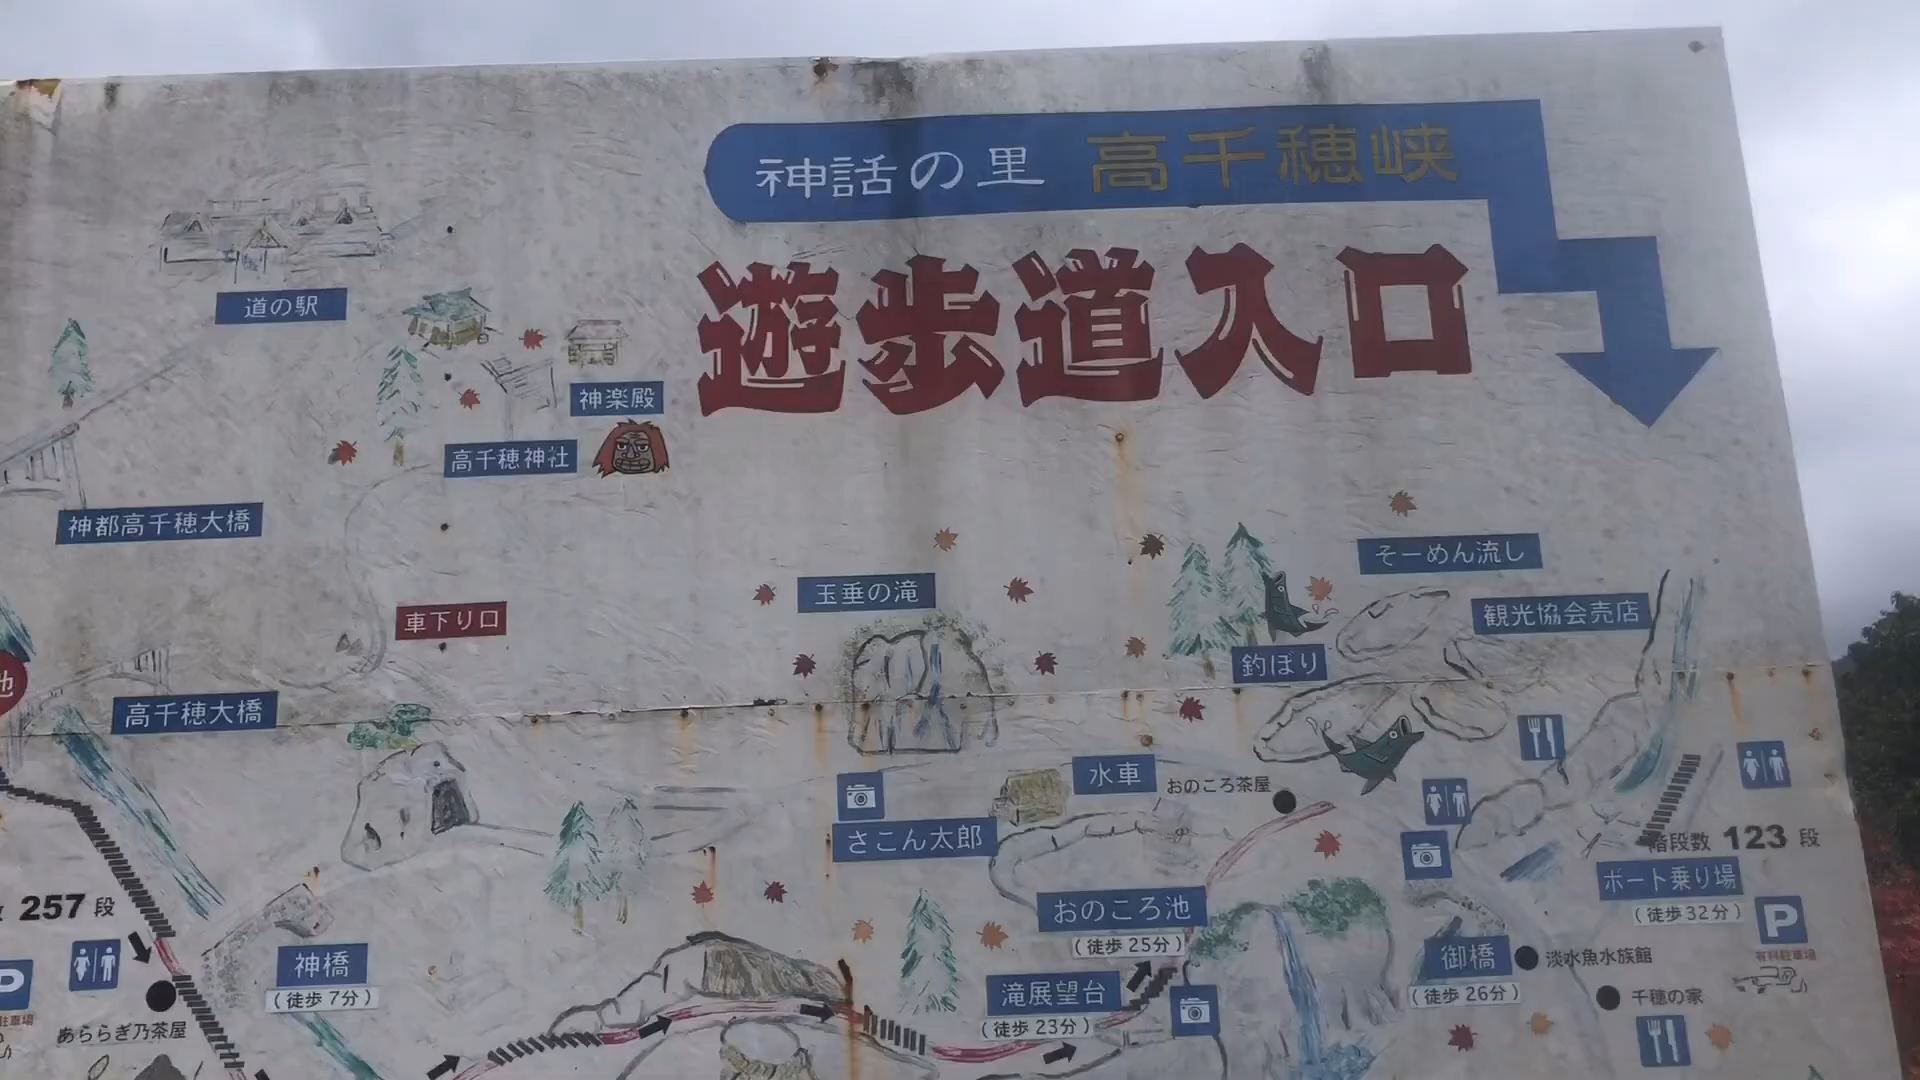 神話の里 高千穂峡
遊歩道入口
道の駅
神楽殿
高千穂神社
神都高千穂大橋
そーめん流し
玉垂の滝
観光協会売店
車下り口
釣ぼり
池
高千穂大橋
水車
おのころ茶屋
さこん太郎
階段数 123 段
ボート乗り場
(徒歩32分)
257 段
おのころ池
(徒歩 25分)
P
有料駐車場
神橋
(徒歩 7分)
御橋
(徒歩 26分)
淡水魚水族館
滝展望台
(徒歩 23分)
千穂の家
P
駐車場
あららぎ乃茶屋